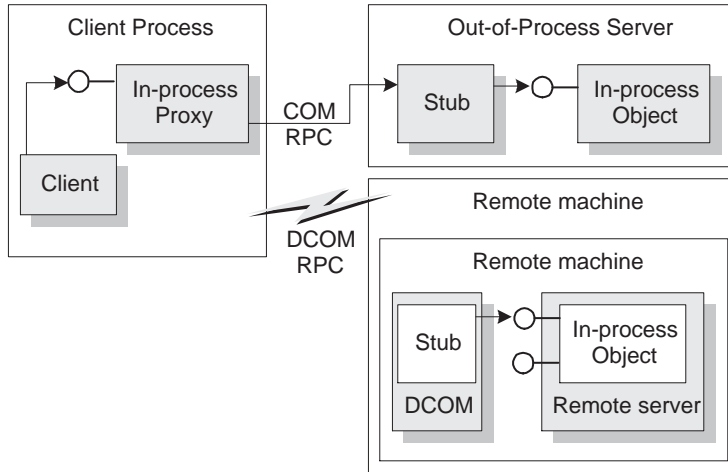 Client Process
In-process
Proxy
Client
COM
RPC
Out-of-Process Server
Stub
In-process
Object
DCOM
RPC
Remote machine
Remote machine
Stub
DCOM
In-process
Object
Remote server